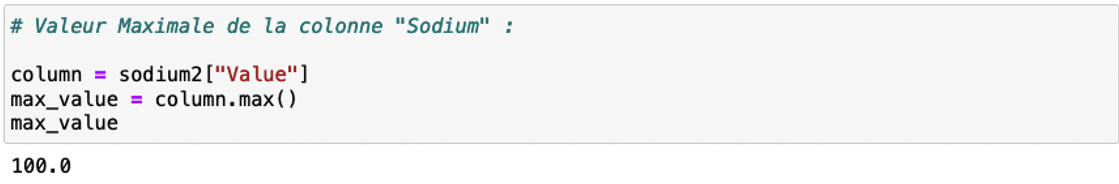 # Valeur Maximale de la colonne "Sodium" :
column = sodium2["Value"]
max_value = column.max()
max_value
100.0